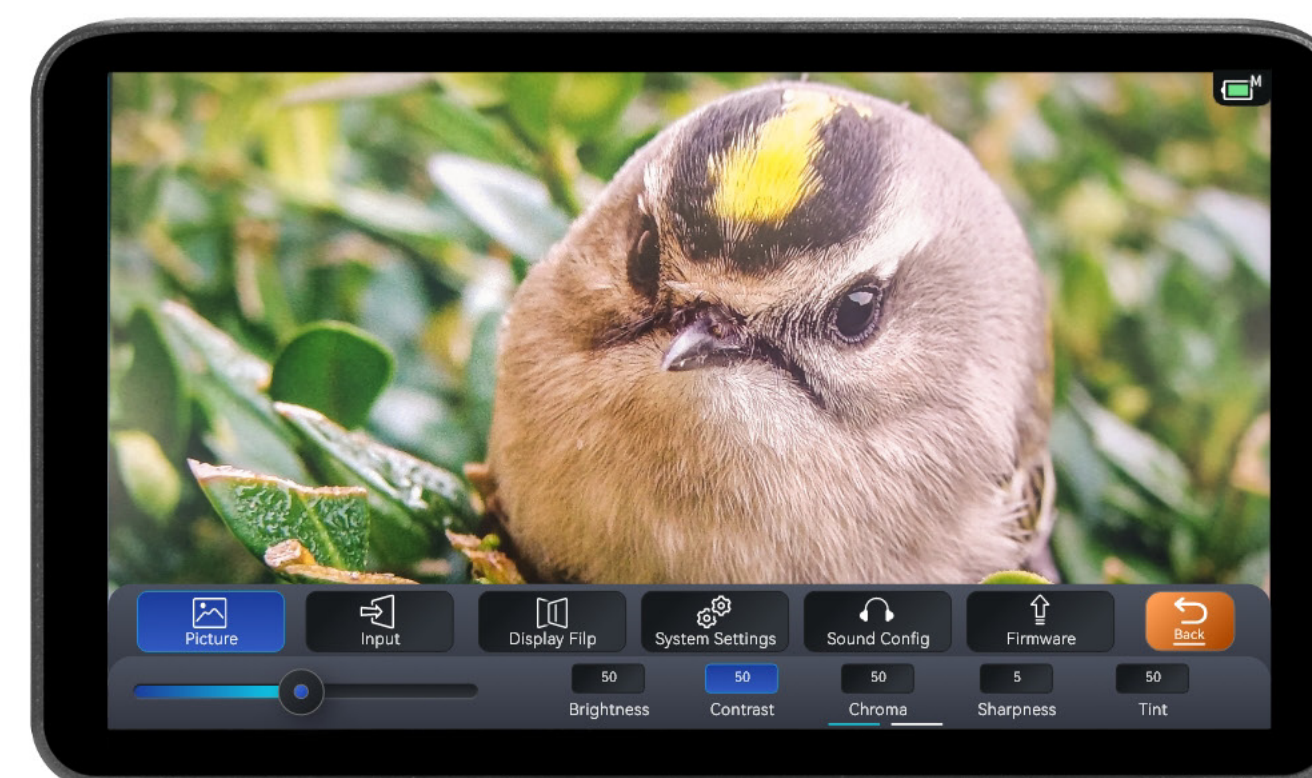 M
Picture
Input
Display Filp
System Settings
Sound Config
Firmware
Back
50
50
50
5
50
Brightness
Contrast
Chroma
Sharpness
Tint